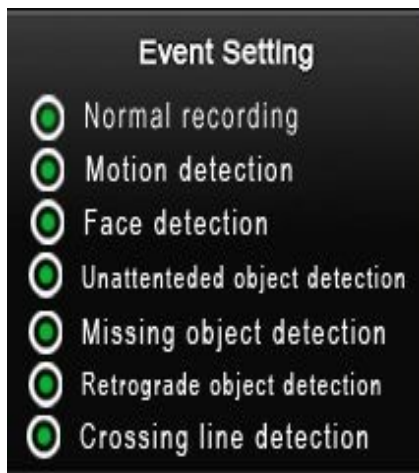 Event Setting
Normal recording
Motion detection
Face detection
Unattenteded object detection
Missing object detection
Retrograde object detection
Crossing line detection